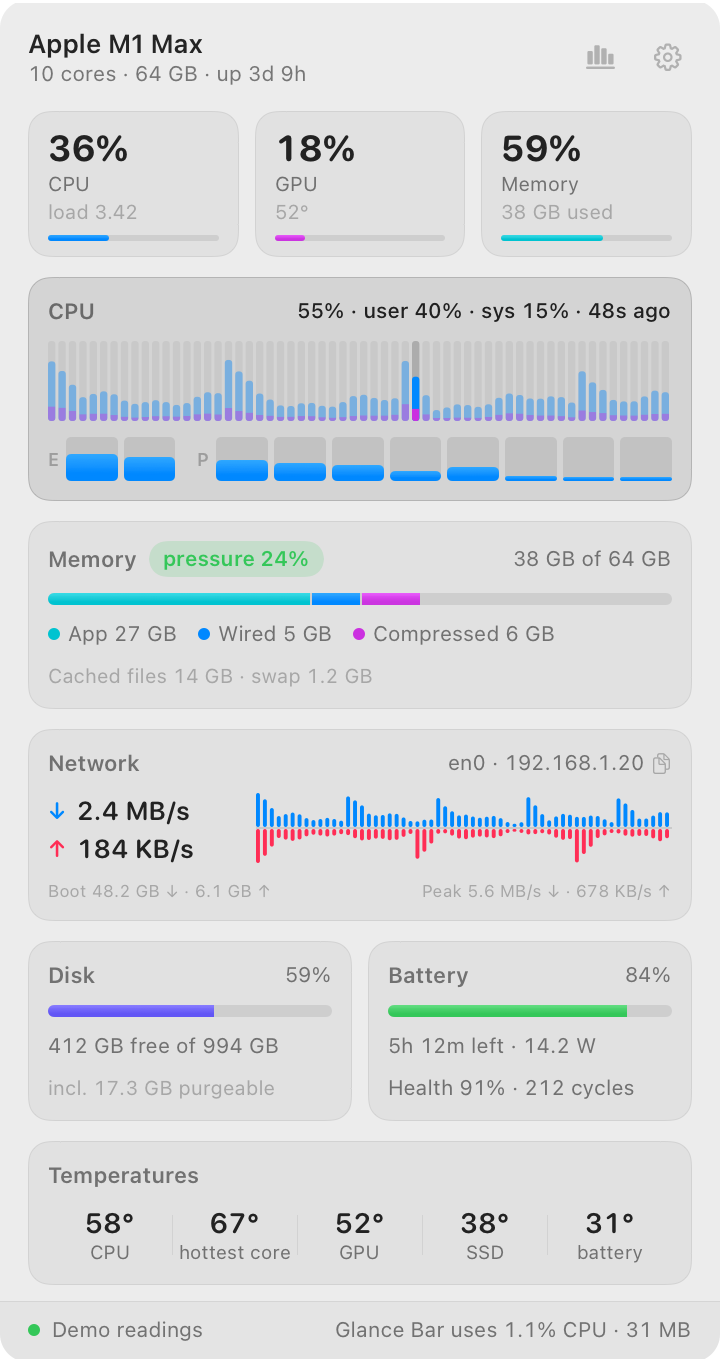 Apple M1 Max
10 cores · 64 GB · up 3d 9h
36%
CPU
load 3.42
18%
GPU
52°
59%
Memory
38 GB used
CPU 55% · user 40% · sys 15% · 48s ago
E P
Memory pressure 24% 38 GB of 64 GB
App 27 GB Wired 5 GB Compressed 6 GB
Cached files 14 GB · swap 1.2 GB
Network en0 · 192.168.1.20
↓ 2.4 MB/s
↑ 184 KB/s
Boot 48.2 GB ↓ · 6.1 GB ↑ Peak 5.6 MB/s ↓ · 678 KB/s ↑
Disk 59%
412 GB free of 994 GB
incl. 17.3 GB purgeable
Battery 84%
5h 12m left · 14.2 W
Health 91% · 212 cycles
Temperatures
58° 67° 52° 38° 31°
CPU hottest core GPU SSD battery
Demo readings Glance Bar uses 1.1% CPU · 31 MB